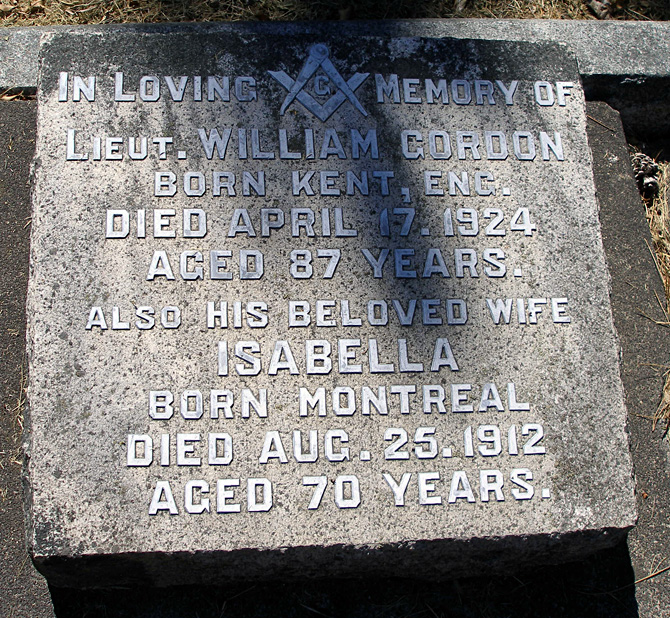 IN LOVING G MEMORY OF
LIEUT. WILLIAM GORDON
BORN KENT, ENG.
DIED APRIL 17. 1924
AGED 87 YEARS.
ALSO HIS BELOVED WIFE
ISABELLA
BORN MONTREAL
DIED AUG. 25. 1912
AGED 70 YEARS.